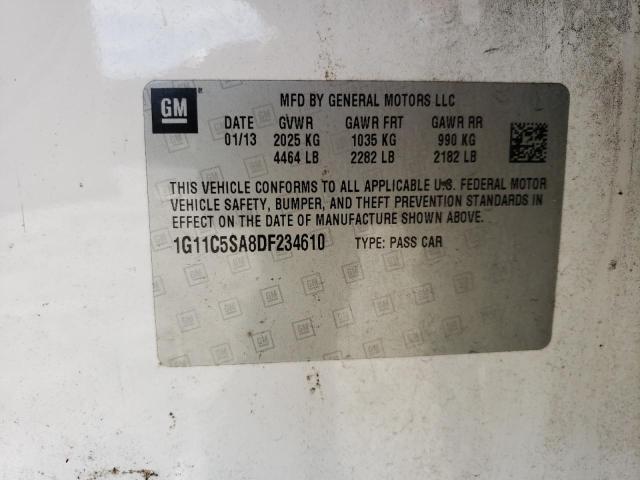 GM
MFD BY GENERAL MOTORS LLC
DATE GVWR GAWR FRT GAWR RR
01/13 2025 KG 1035 KG 990 KG
4464 LB 2282 LB 2182 LB
THIS VEHICLE CONFORMS TO ALL APPLICABLE U.S. FEDERAL MOTOR
VEHICLE SAFETY, BUMPER, AND THEFT PREVENTION STANDARDS IN
EFFECT ON THE DATE OF MANUFACTURE SHOWN ABOVE.
1G11C5SA8DF234610 TYPE: PASS CAR